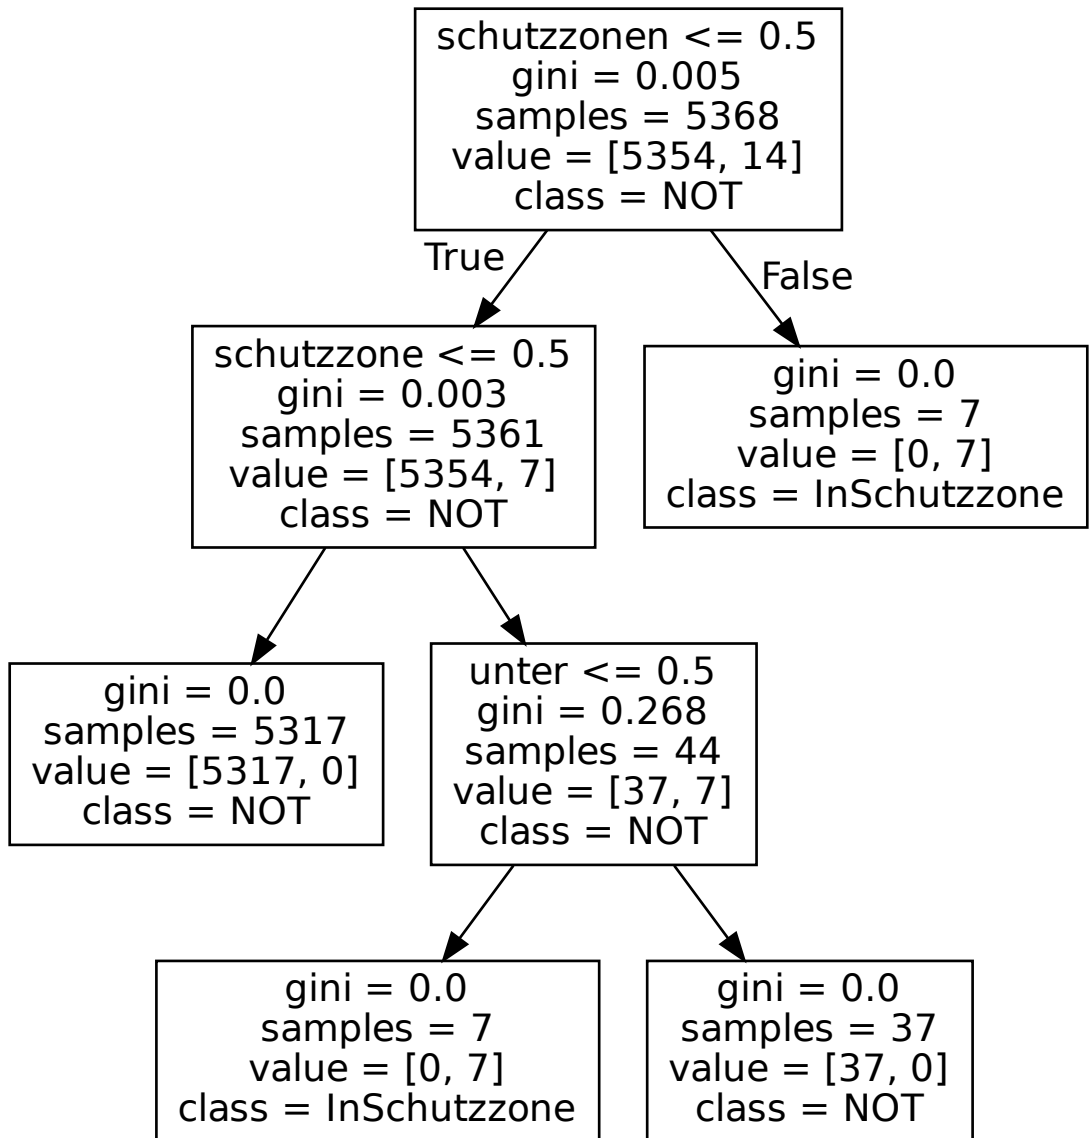 schutzzonen <= 0.5
gini = 0.005
samples = 5368
value = [5354, 14]
class = NOT
True
False
schutzzone <= 0.5
gini = 0.003
samples = 5361
value = [5354, 7]
class = NOT
gini = 0.0
samples = 7
value = [0, 7]
class = InSchutzzone
gini = 0.0
samples = 5317
value = [5317, 0]
class = NOT
unter <= 0.5
gini = 0.268
samples = 44
value = [37, 7]
class = NOT
gini = 0.0
samples = 7
value = [0, 7]
class = InSchutzzone
gini = 0.0
samples = 37
value = [37, 0]
class = NOT